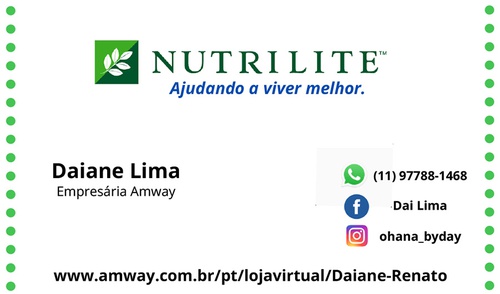 NUTRILITE™
Ajudando a viver melhor.
Daiane Lima
Empresária Amway
(11) 97788-1468
Dai Lima
ohana_byday
www.amway.com.br/pt/lojavirtual/Daiane-Renato